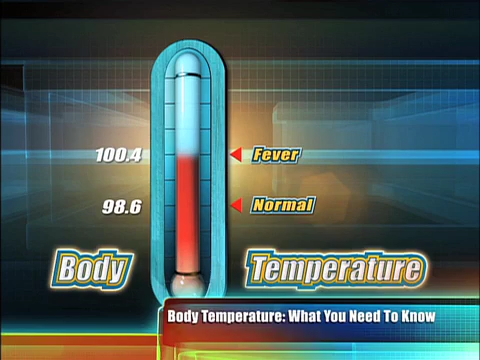 100.4 Fever
98.6 Normal
Body Temperature
Body Temperature: What You Need To Know